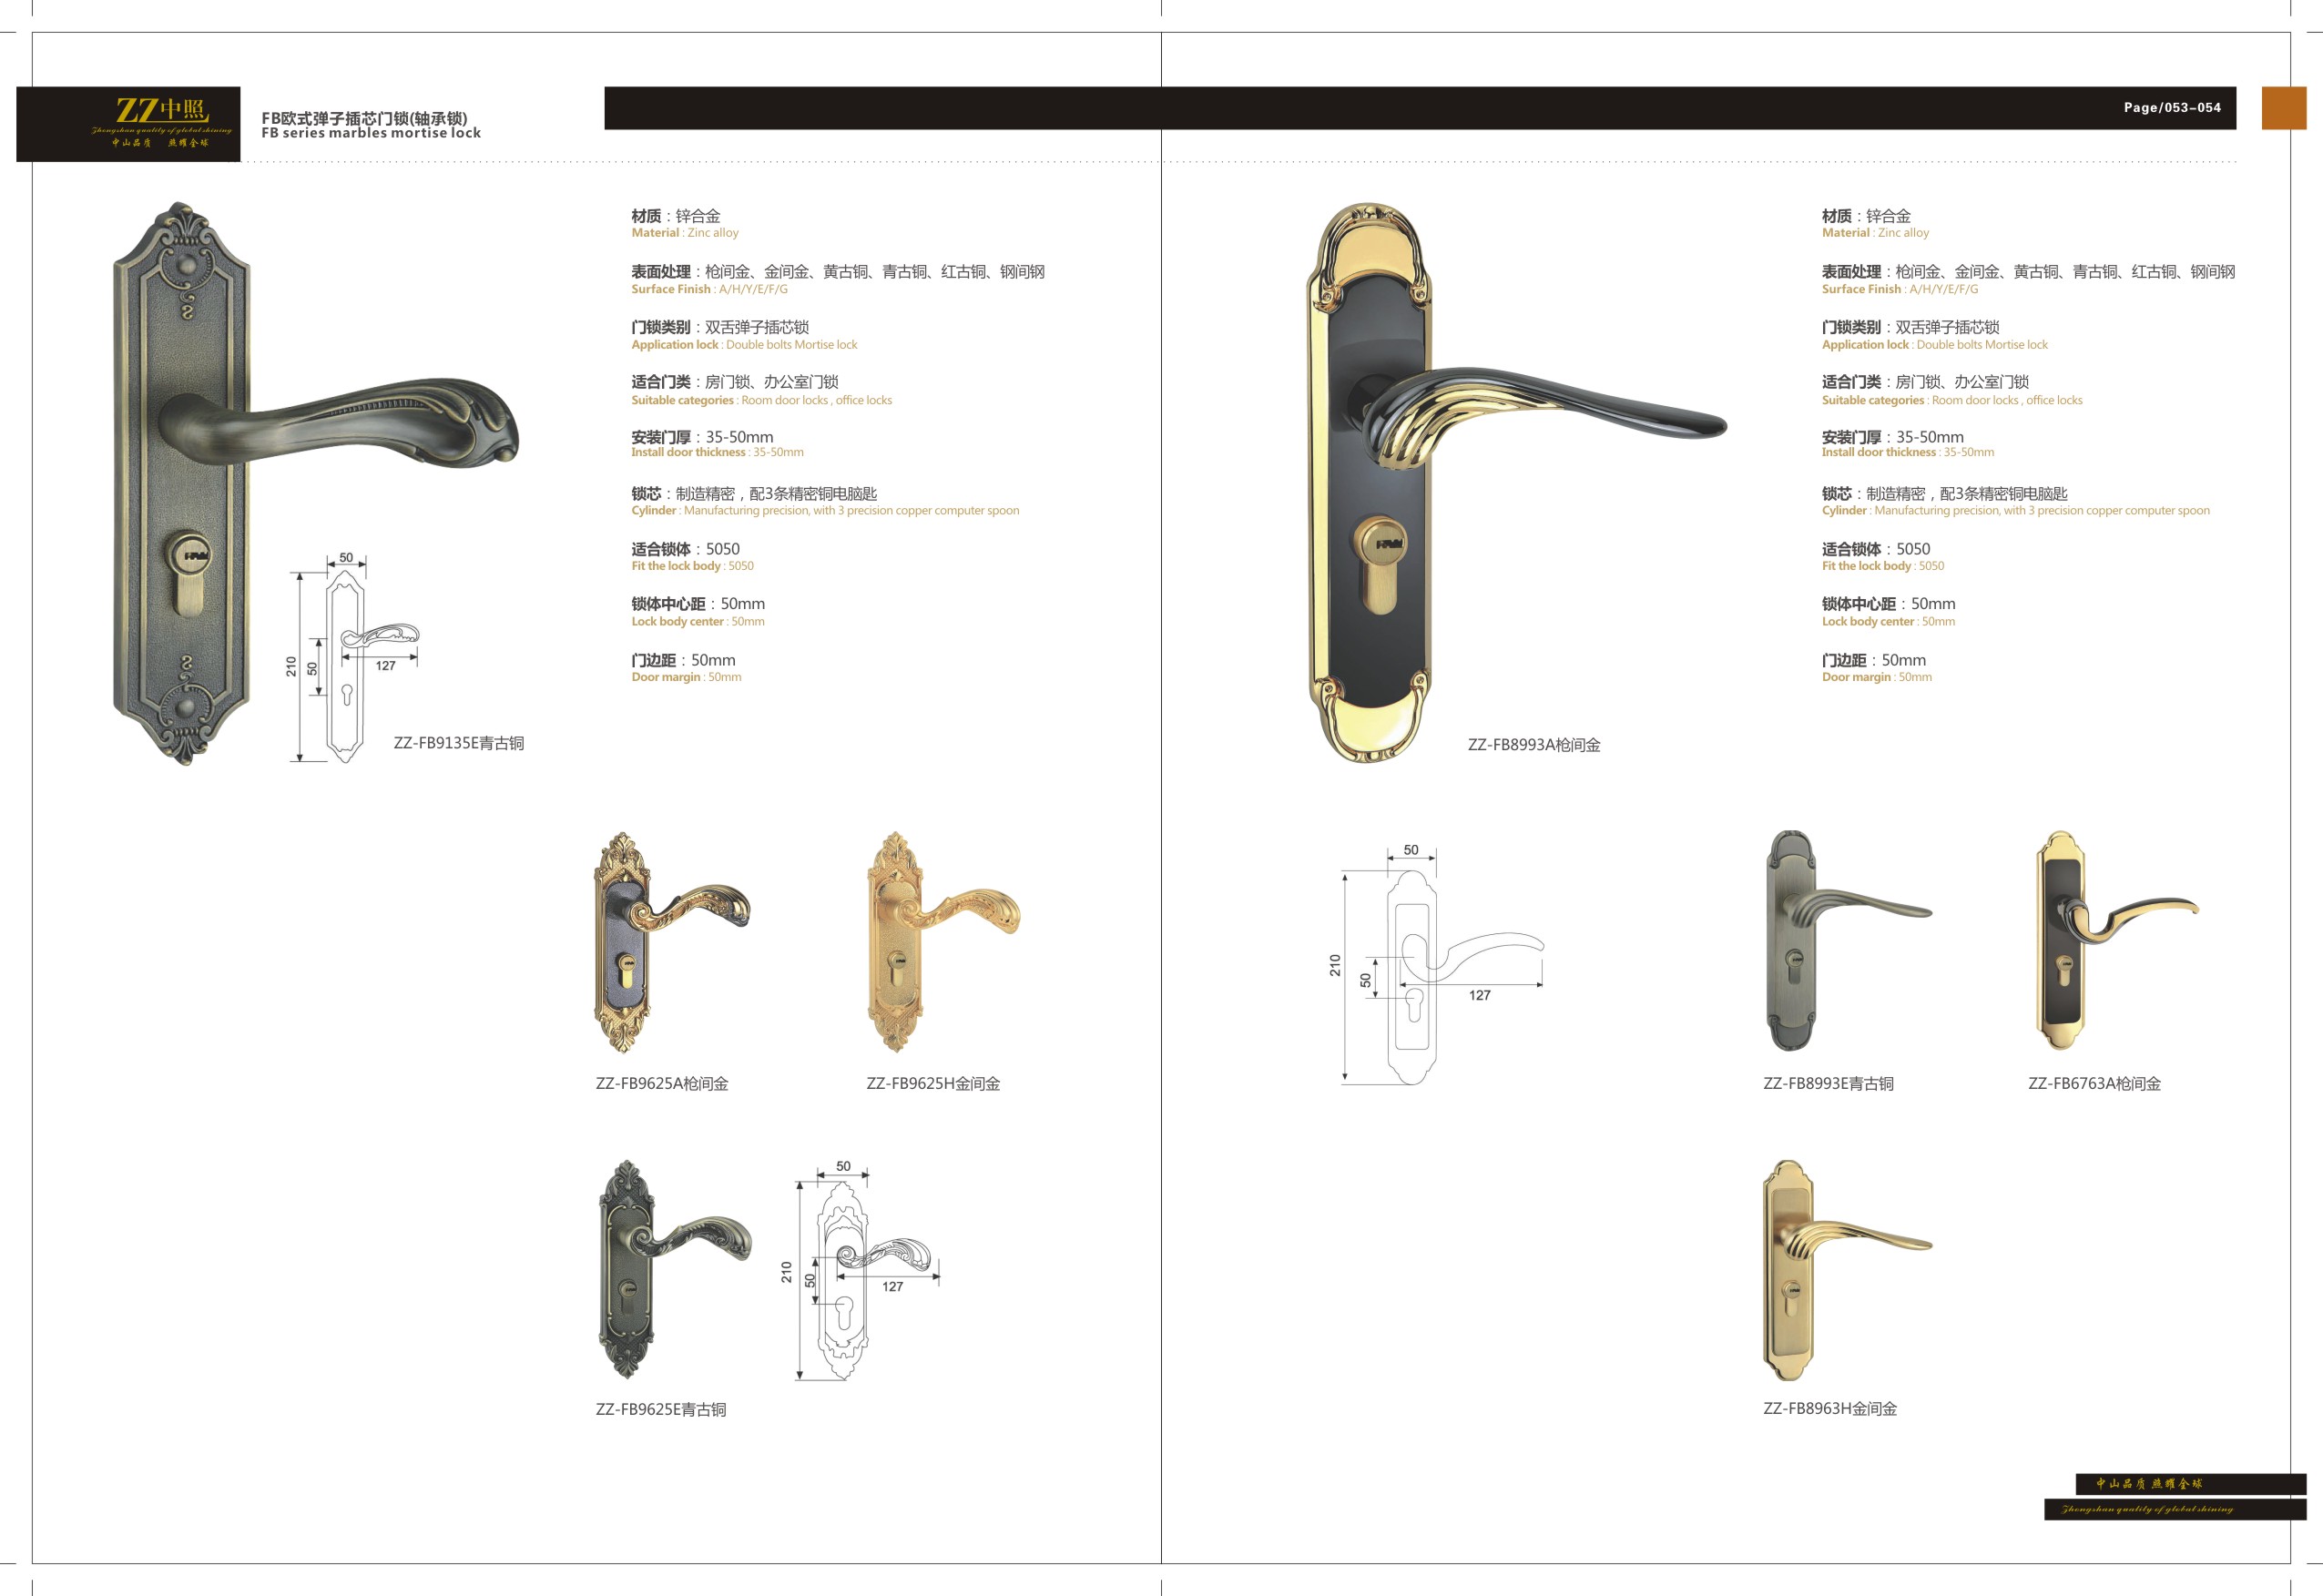 ZZ中照
Zhongshan quality of global shining
中山品质 照耀全球
FB欧式弹子插芯门锁(轴承锁)
FB series marbles mortise lock
Page/053-054
材质：锌合金
Material : Zinc alloy
表面处理：枪间金、金间金、黄古铜、青古铜、红古铜、钢间钢
Surface Finish : A/H/Y/E/F/G
门锁类别：双舌弹子插芯锁
Application lock : Double bolts Mortise lock
适合门类：房门锁、办公室门锁
Suitable categories : Room door locks , office locks
安装门厚：35-50mm
Install door thickness : 35-50mm
锁芯：制造精密，配3条精密铜电脑匙
Cylinder : Manufacturing precision, with 3 precision copper computer spoon
适合锁体：5050
Fit the lock body : 5050
锁体中心距：50mm
Lock body center : 50mm
门边距：50mm
Door margin : 50mm
50
210
50
127
ZZ-FB9135E青古铜
ZZ-FB9625A枪间金
ZZ-FB9625H金间金
50
210
50
127
ZZ-FB9625E青古铜
材质：锌合金
Material : Zinc alloy
表面处理：枪间金、金间金、黄古铜、青古铜、红古铜、钢间钢
Surface Finish : A/H/Y/E/F/G
门锁类别：双舌弹子插芯锁
Application lock : Double bolts Mortise lock
适合门类：房门锁、办公室门锁
Suitable categories : Room door locks , office locks
安装门厚：35-50mm
Install door thickness : 35-50mm
锁芯：制造精密，配3条精密铜电脑匙
Cylinder : Manufacturing precision, with 3 precision copper computer spoon
适合锁体：5050
Fit the lock body : 5050
锁体中心距：50mm
Lock body center : 50mm
门边距：50mm
Door margin : 50mm
ZZ-FB8993A枪间金
50
210
50
127
ZZ-FB8993E青古铜
ZZ-FB6763A枪间金
ZZ-FB8963H金间金
中山品质 照耀全球
Zhongshan quality of global shining